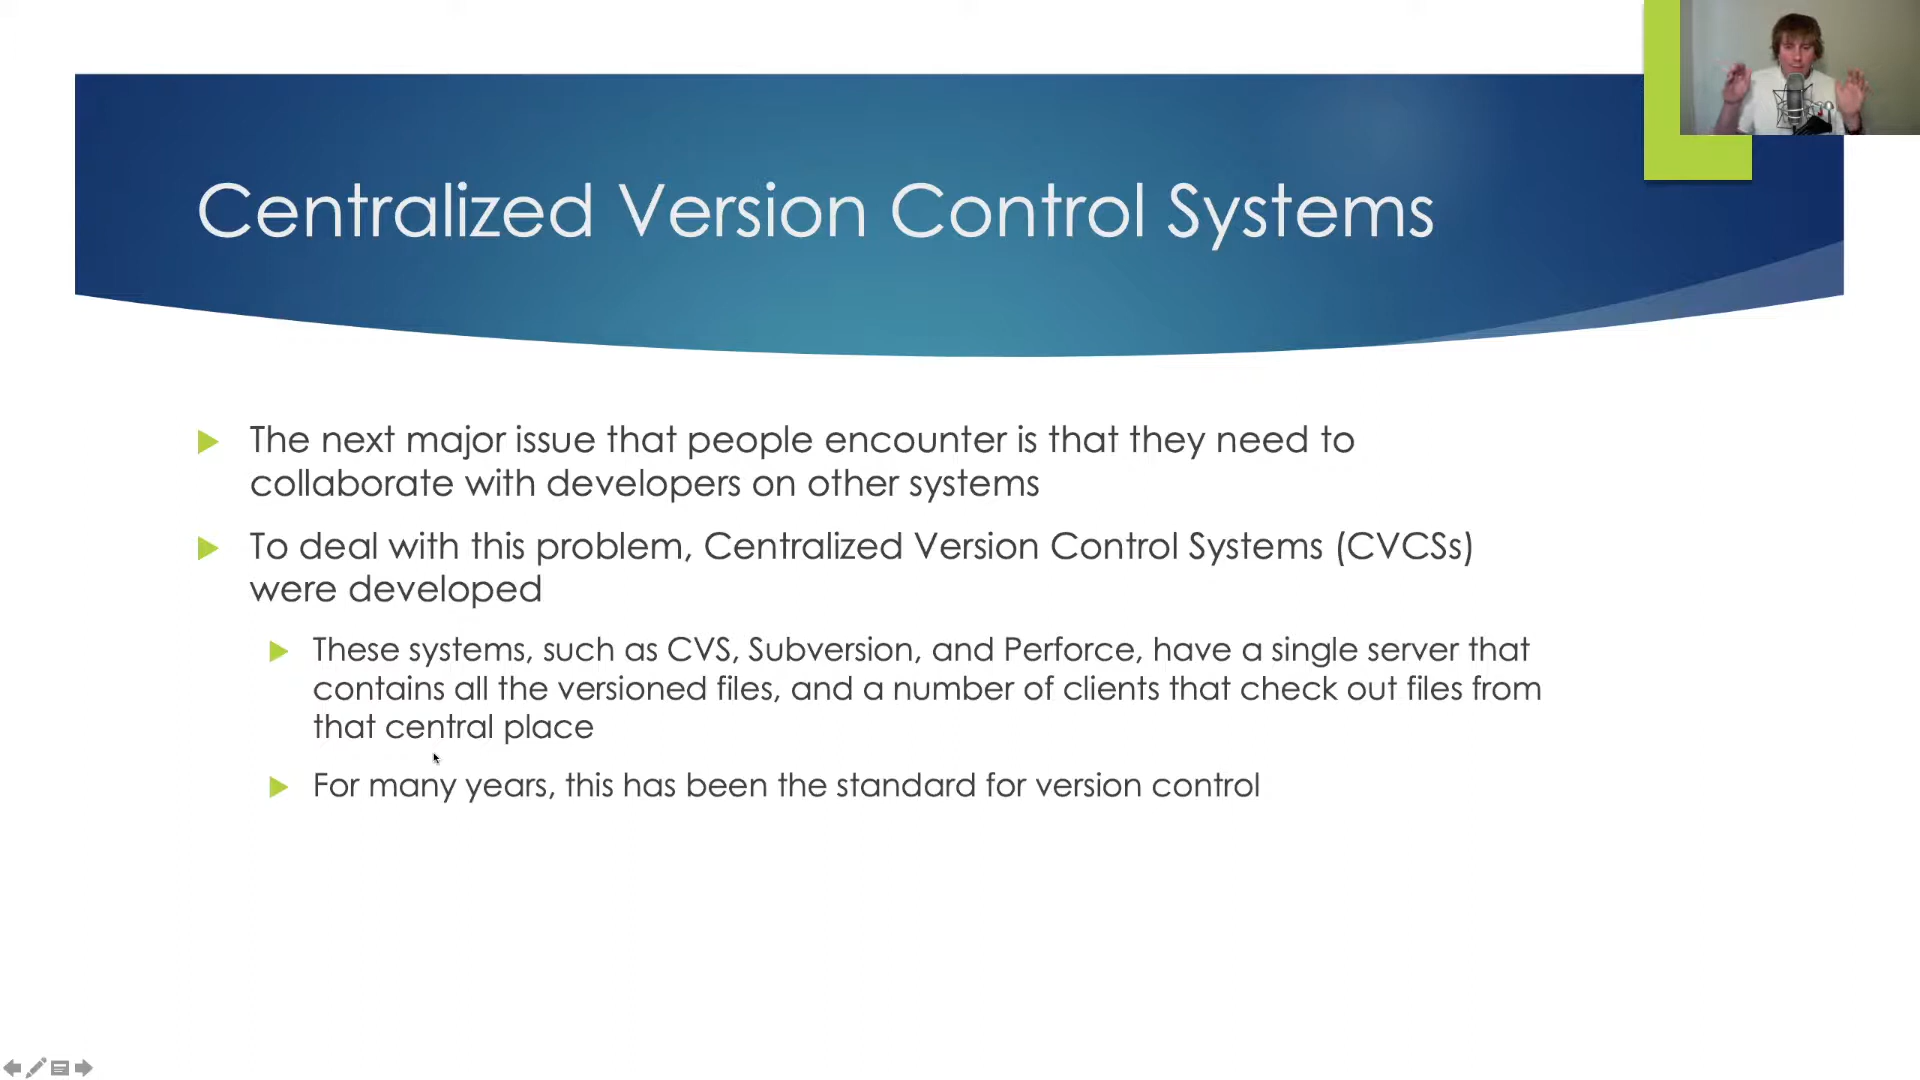 Centralized Version Control Systems
The next major issue that people encounter is that they need to
collaborate with developers on other systems
To deal with this problem, Centralized Version Control Systems (CVCSs)
were developed
These systems, such as CVS, Subversion, and Perforce, have a single server that
contains all the versioned files, and a number of clients that check out files from
that central place
For many years, this has been the standard for version control